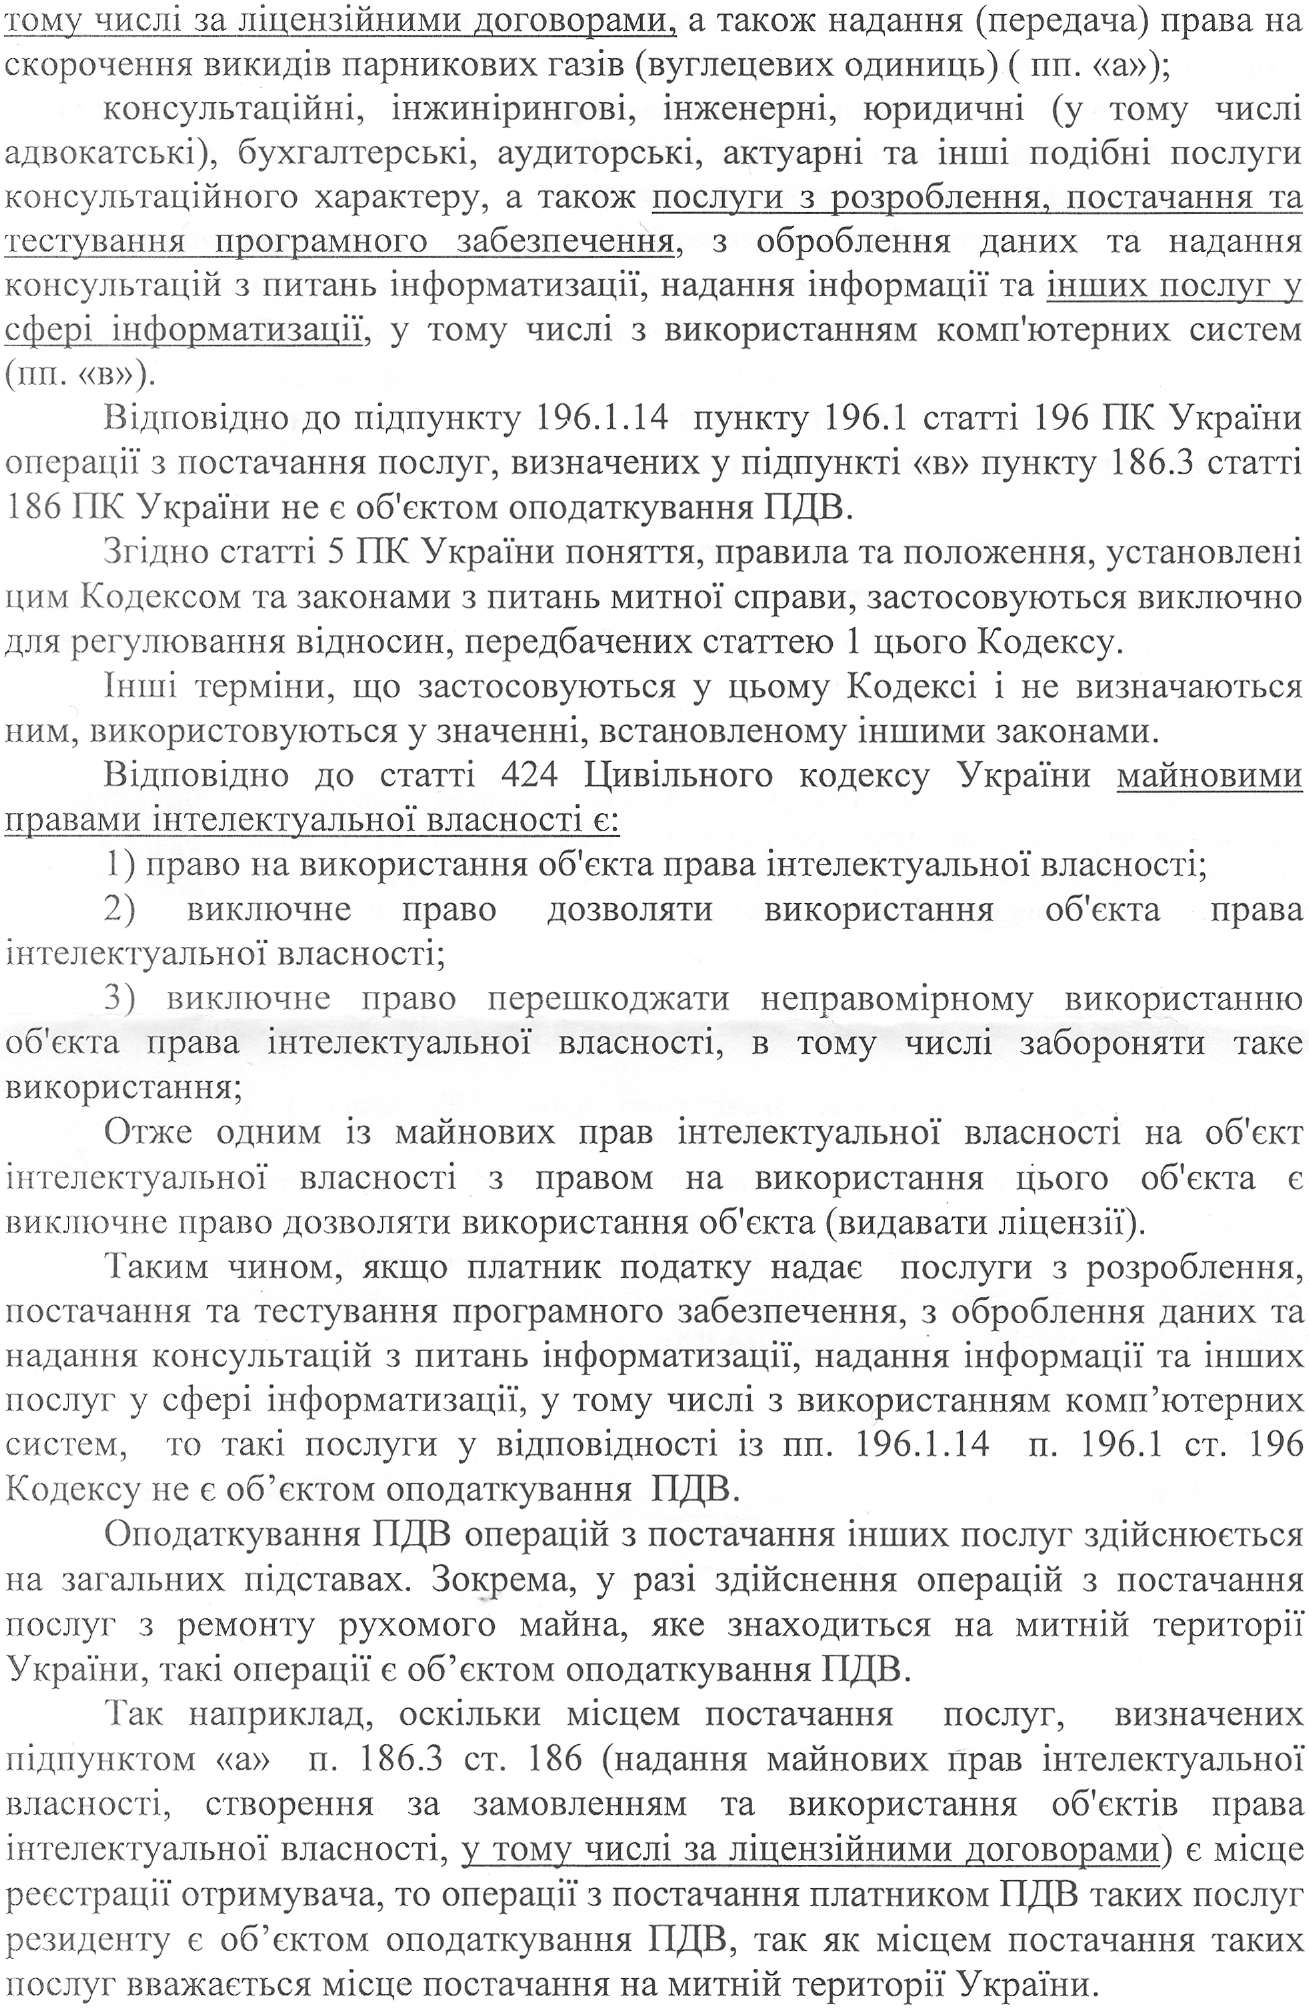 тому числі за ліцензійними договорами, а також надання (передача) права на
скорочення викидів парникових газів (вуглецевих одиниць) ( пп. «а»);
консультаційні, інжинірингові, інженерні, юридичні (у тому числі
адвокатські), бухгалтерські, аудиторські, актуарні та інші подібні послуги
консультаційного характеру, а також послуги з розроблення, постачання та
тестування програмного забезпечення, з оброблення даних та надання
консультацій з питань інформатизації, надання інформації та інших послуг у
сфері інформатизації, у тому числі з використанням комп'ютерних систем
(пп. «в»).
Відповідно до підпункту 196.1.14 пункту 196.1 статті 196 ПК України
операції з постачання послуг, визначених у підпункті «в» пункту 186.3 статті
186 ПК України не є об'єктом оподаткування ПДВ.
Згідно статті 5 ПК України поняття, правила та положення, установлені
цим Кодексом та законами з питань митної справи, застосовуються виключно
для регулювання відносин, передбачених статтею 1 цього Кодексу.
Інші терміни, що застосовуються у цьому Кодексі і не визначаються
ним, використовуються у значенні, встановленому іншими законами.
Відповідно до статті 424 Цивільного кодексу України майновими
правами інтелектуальної власності є:
1) право на використання об'єкта права інтелектуальної власності;
2) виключне право дозволяти використання об'єкта права
інтелектуальної власності;
3) виключне право перешкоджати неправомірному використанню
об'єкта права інтелектуальної власності, в тому числі забороняти таке
використання;
Отже одним із майнових прав інтелектуальної власності на об'єкт
інтелектуальної власності з правом на використання цього об'єкта є
виключне право дозволяти використання об'єкта (видавати ліцензії).
Таким чином, якщо платник податку надає послуги з розроблення,
постачання та тестування програмного забезпечення, з оброблення даних та
надання консультацій з питань інформатизації, надання інформації та інших
послуг у сфері інформатизації, у тому числі з використанням комп’ютерних
систем, то такі послуги у відповідності із пп. 196.1.14 п. 196.1 ст. 196
Кодексу не є об’єктом оподаткування ПДВ.
Оподаткування ПДВ операцій з постачання інших послуг здійснюється
на загальних підставах. Зокрема, у разі здійснення операцій з постачання
послуг з ремонту рухомого майна, яке знаходиться на митній території
України, такі операції є об’єктом оподаткування ПДВ.
Так наприклад, оскільки місцем постачання послуг, визначених
підпунктом «а» п. 186.3 ст. 186 (надання майнових прав інтелектуальної
власності, створення за замовленням та використання об'єктів права
інтелектуальної власності, у тому числі за ліцензійними договорами) є місце
реєстрації отримувача, то операції з постачання платником ПДВ таких послуг
резиденту є об’єктом оподаткування ПДВ, так як місцем постачання таких
послуг вважається місце постачання на митній території України.